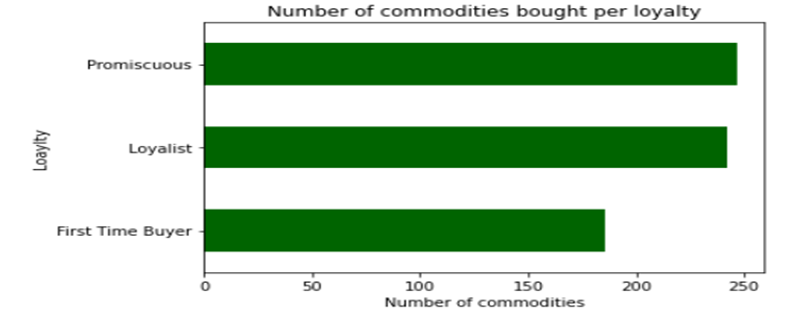 Number of commodities bought per loyalty
Promiscuous
Loyalist
First Time Buyer
Loaylty
0 50 100 150 200 250
Number of commodities